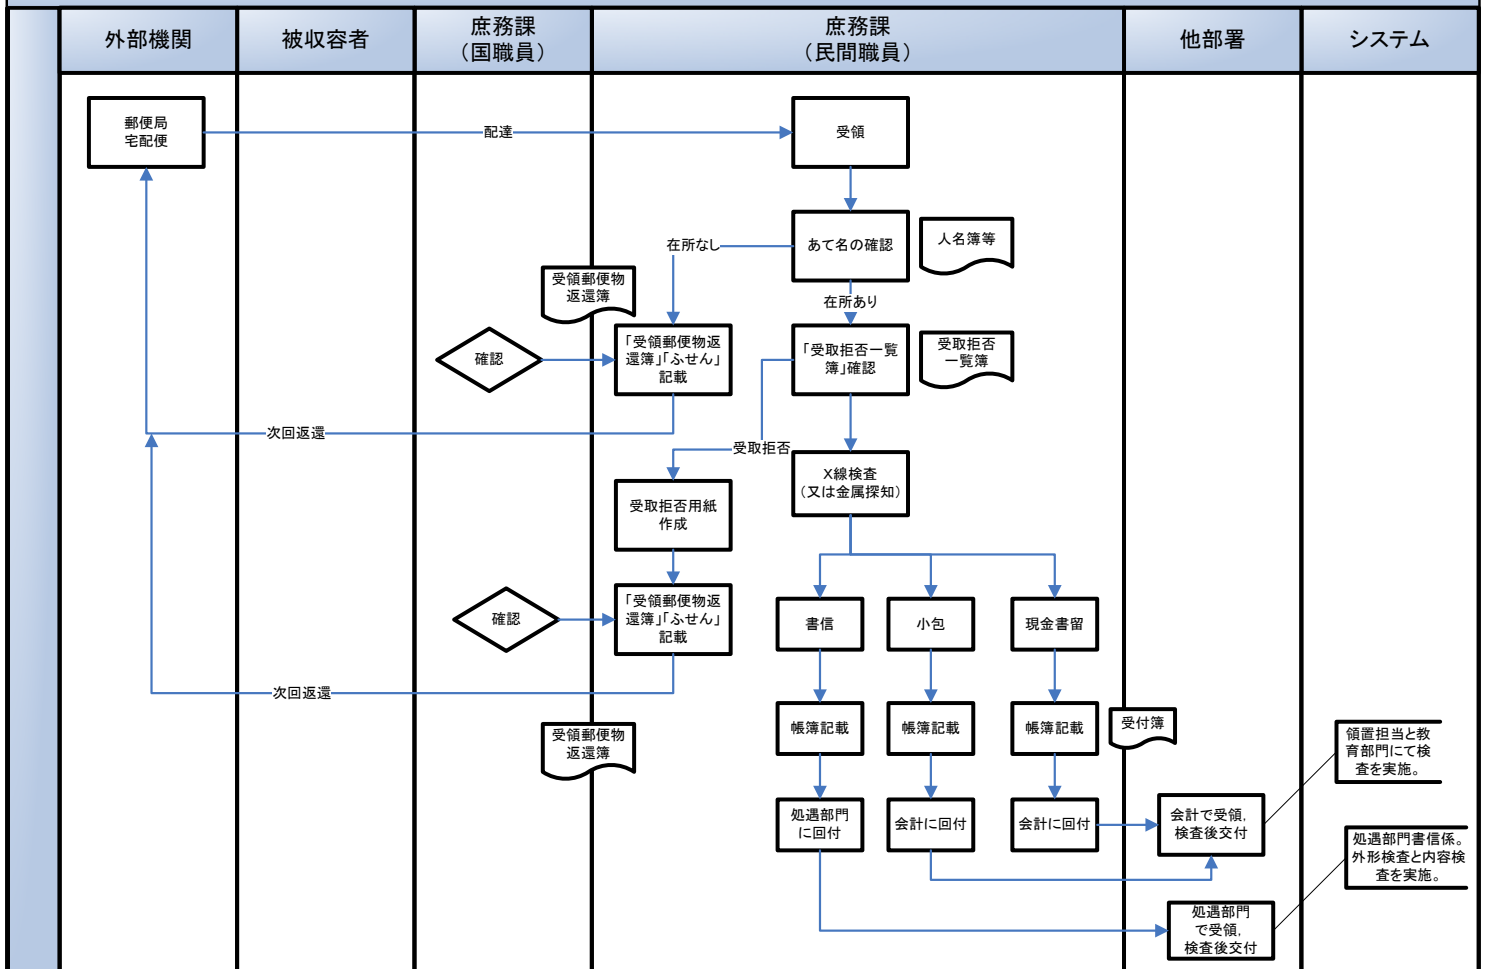 外部機関
被収容者
庶務課
（国職員）
庶務課
（民間職員）
他部署
システム
郵便局
宅配便
配達
受領
在所なし
あて名の確認
人名簿等
受領郵便物
返還簿
在所あり
確認
「受領郵便物返
還簿」「ふせん」
記載
「受取拒否一覧
簿」確認
受取拒否
一覧簿
次回返還
受取拒否
X線検査
（又は金属探知）
受取拒否用紙
作成
確認
「受領郵便物返
還簿」「ふせん」
記載
書信
小包
現金書留
次回返還
受領郵便物
返還簿
帳簿記載
帳簿記載
帳簿記載
受付簿
領置担当と教
育部門にて検
査を実施。
処遇部門
に回付
会計に回付
会計に回付
会計で受領,
検査後交付
処遇部門書信係。
外形検査と内容検
査を実施。
処遇部門
で受領,
検査後交付